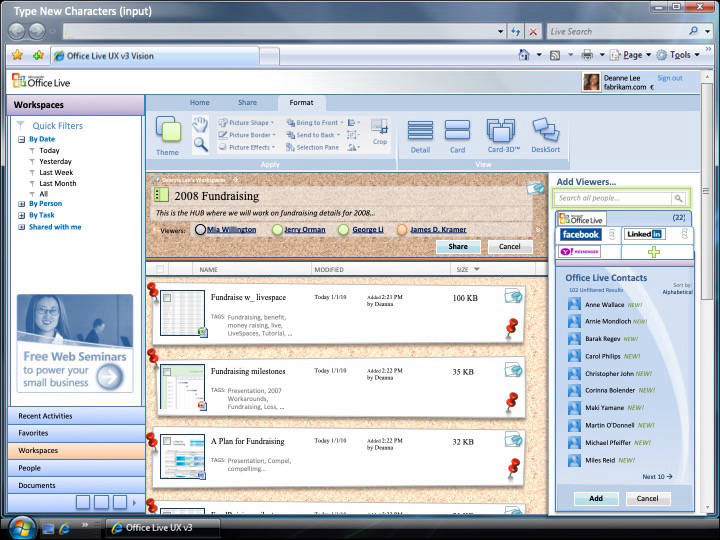 Type New Characters (input)
Live Search
Office Live UX v3 Vision
Page
Tools
Office Live
Deanne Lee
fabrikam.com €
Sign out
Workspaces
Quick Filters
By Date
Today
Yesterday
Last Week
Last Month
All
By Person
By Task
Shared with me
Free Web Seminars
to power your
small business
Recent Activities
Favorites
Workspaces
People
Documents
Home Share Format
Theme
Picture Shape
Picture Border
Picture Effects
Bring to Front
Send to Back
Selection Pane
Crop
Apply
Detail Card Card-3D™ DeskSort
View
2008 Fundraising
This is the HUB where we will work on fundraising details for 2008...
Viewers: Mia Willington Jerry Orman George Li James D. Kramer
Share Cancel
NAME MODIFIED SIZE
Fundraise w_ livespace Today 1/1/10 Added 2:21 PM by Deanna 100 KB
TAGS: Fundraising, benefit,
money raising, live,
LiveSpaces, Tutorial, ...
Fundraising milestones Today 1/1/10 Added 2:22 PM by Deanna 35 KB
TAGS: Presentation, 2007
Workarounds,
Fundraising, Loss, ...
A Plan for Fundraising Today 1/1/10 Added 2:22 PM by Deanna 32 KB
TAGS: Presentation, Compel,
compelling...
Add Viewers...
Search all people...
Office Live (22)
facebook LinkedIn
Y! MESSENGER
Office Live Contacts
102 Unfiltered Results
Sort by:
Alphabetical
Anne Wallace NEW!
Arnie Mondloch NEW!
Barak Regev NEW!
Carol Philips NEW!
Christopher John NEW!
Corinna Bolender NEW!
Maki Yamane NEW!
Martin O'Donnell NEW!
Michael Pfeiffer NEW!
Miles Reid NEW!
Next 10
Add Cancel
Office Live UX v3